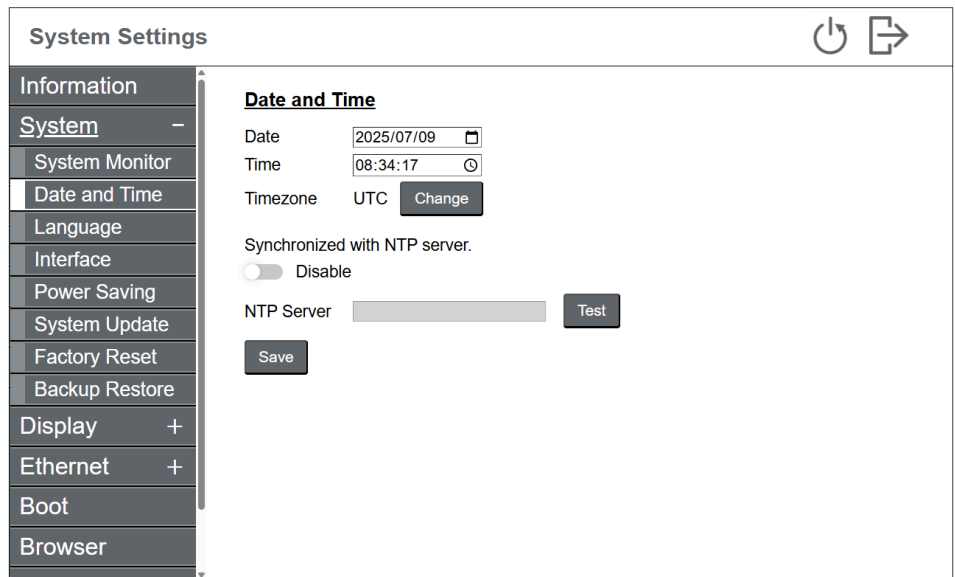 System Settings
Information
System −
System Monitor
Date and Time
Language
Interface
Power Saving
System Update
Factory Reset
Backup Restore
Display +
Ethernet +
Boot
Browser
Date and Time
Date 2025/07/09
Time 08:34:17
Timezone UTC Change
Synchronized with NTP server.
Disable
NTP Server Test
Save